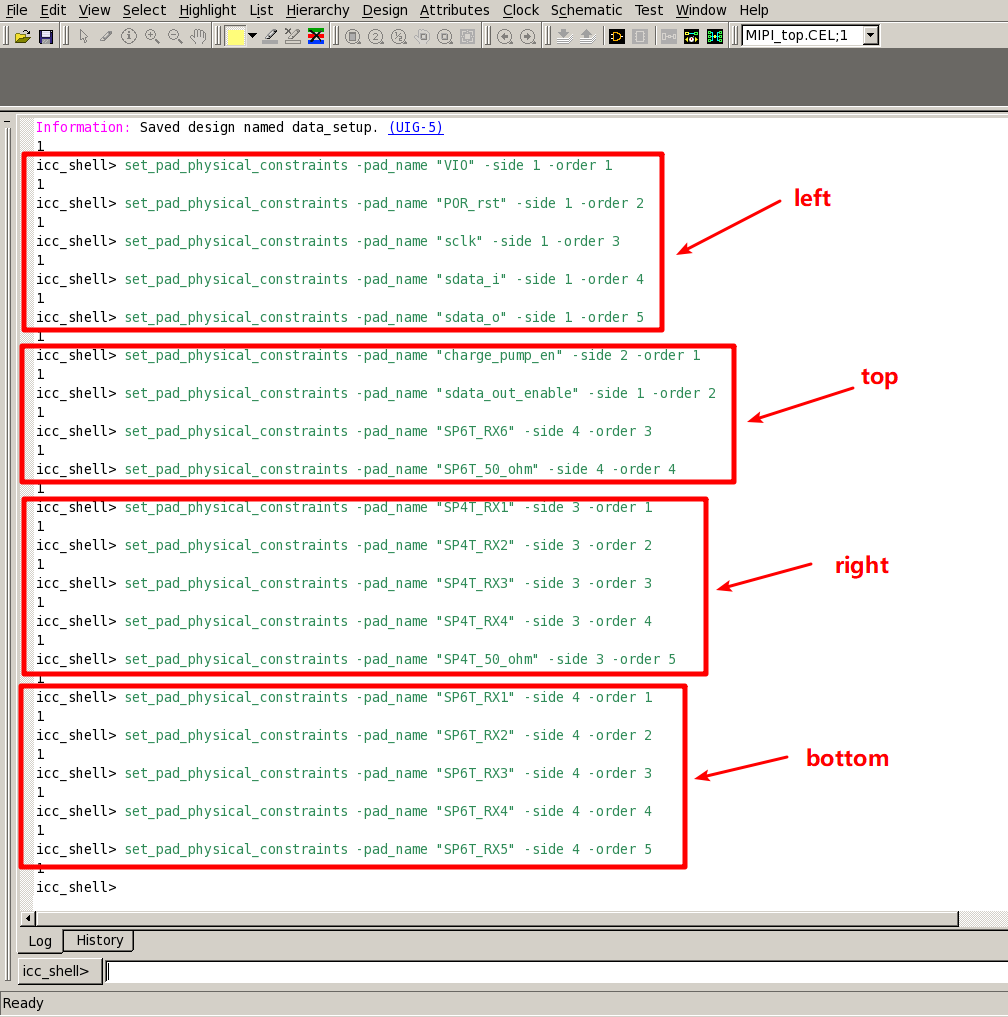 File Edit View Select Highlight List Hierarchy Design Attributes Clock Schematic Test Window Help
MIPI_top.CEL;1
Information: Saved design named data_setup. (UIG-5)
1
icc_shell> set_pad_physical_constraints -pad_name "VIO" -side 1 -order 1
1
icc_shell> set_pad_physical_constraints -pad_name "POR_rst" -side 1 -order 2
left
1
icc_shell> set_pad_physical_constraints -pad_name "sclk" -side 1 -order 3
1
icc_shell> set_pad_physical_constraints -pad_name "sdata_i" -side 1 -order 4
1
icc_shell> set_pad_physical_constraints -pad_name "sdata_o" -side 1 -order 5
1
icc_shell> set_pad_physical_constraints -pad_name "charge_pump_en" -side 2 -order 1
1
top
icc_shell> set_pad_physical_constraints -pad_name "sdata_out_enable" -side 1 -order 2
1
icc_shell> set_pad_physical_constraints -pad_name "SP6T_RX6" -side 4 -order 3
1
icc_shell> set_pad_physical_constraints -pad_name "SP6T_50_ohm" -side 4 -order 4
1
icc_shell> set_pad_physical_constraints -pad_name "SP4T_RX1" -side 3 -order 1
1
icc_shell> set_pad_physical_constraints -pad_name "SP4T_RX2" -side 3 -order 2
1
right
icc_shell> set_pad_physical_constraints -pad_name "SP4T_RX3" -side 3 -order 3
1
icc_shell> set_pad_physical_constraints -pad_name "SP4T_RX4" -side 3 -order 4
1
icc_shell> set_pad_physical_constraints -pad_name "SP4T_50_ohm" -side 3 -order 5
1
icc_shell> set_pad_physical_constraints -pad_name "SP6T_RX1" -side 4 -order 1
1
icc_shell> set_pad_physical_constraints -pad_name "SP6T_RX2" -side 4 -order 2
1
bottom
icc_shell> set_pad_physical_constraints -pad_name "SP6T_RX3" -side 4 -order 3
1
icc_shell> set_pad_physical_constraints -pad_name "SP6T_RX4" -side 4 -order 4
1
icc_shell> set_pad_physical_constraints -pad_name "SP6T_RX5" -side 4 -order 5
1
icc_shell>
Log History
icc_shell>
Ready